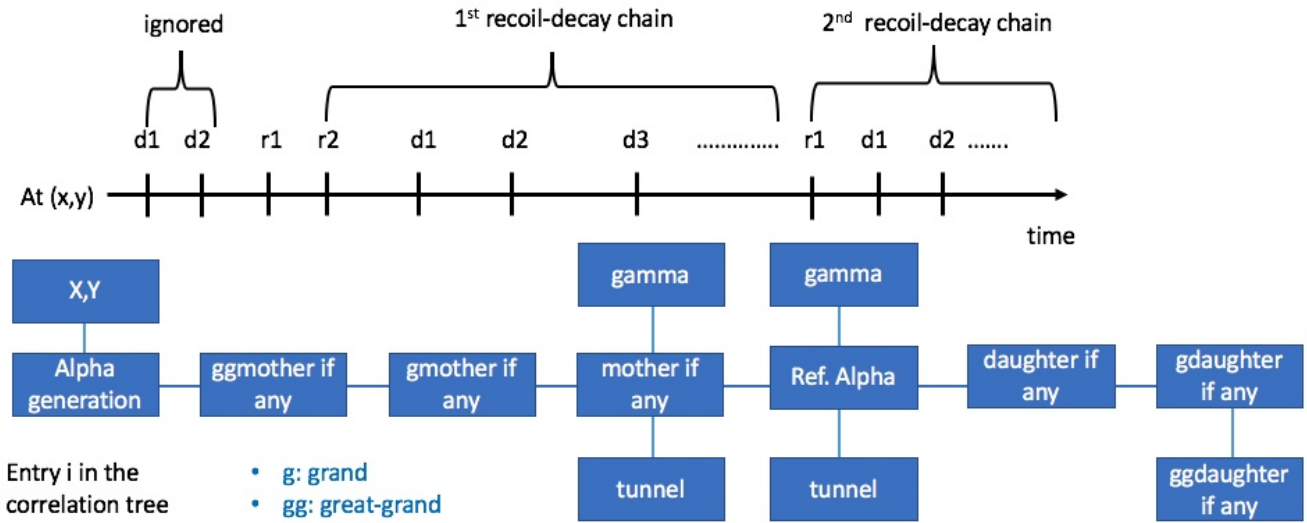 ignored
1st recoil-decay chain
2nd recoil-decay chain
d1 d2 r1 r2 d1 d2 d3 .............. r1 d1 d2 .......
At (x,y)
time
X,Y
gamma
gamma
Alpha
generation
ggmother if
any
gmother if
any
mother if
any
Ref. Alpha
daughter if
any
gdaughter
if any
tunnel
tunnel
ggdaughter
if any
Entry i in the
correlation tree
• g: grand
• gg: great-grand